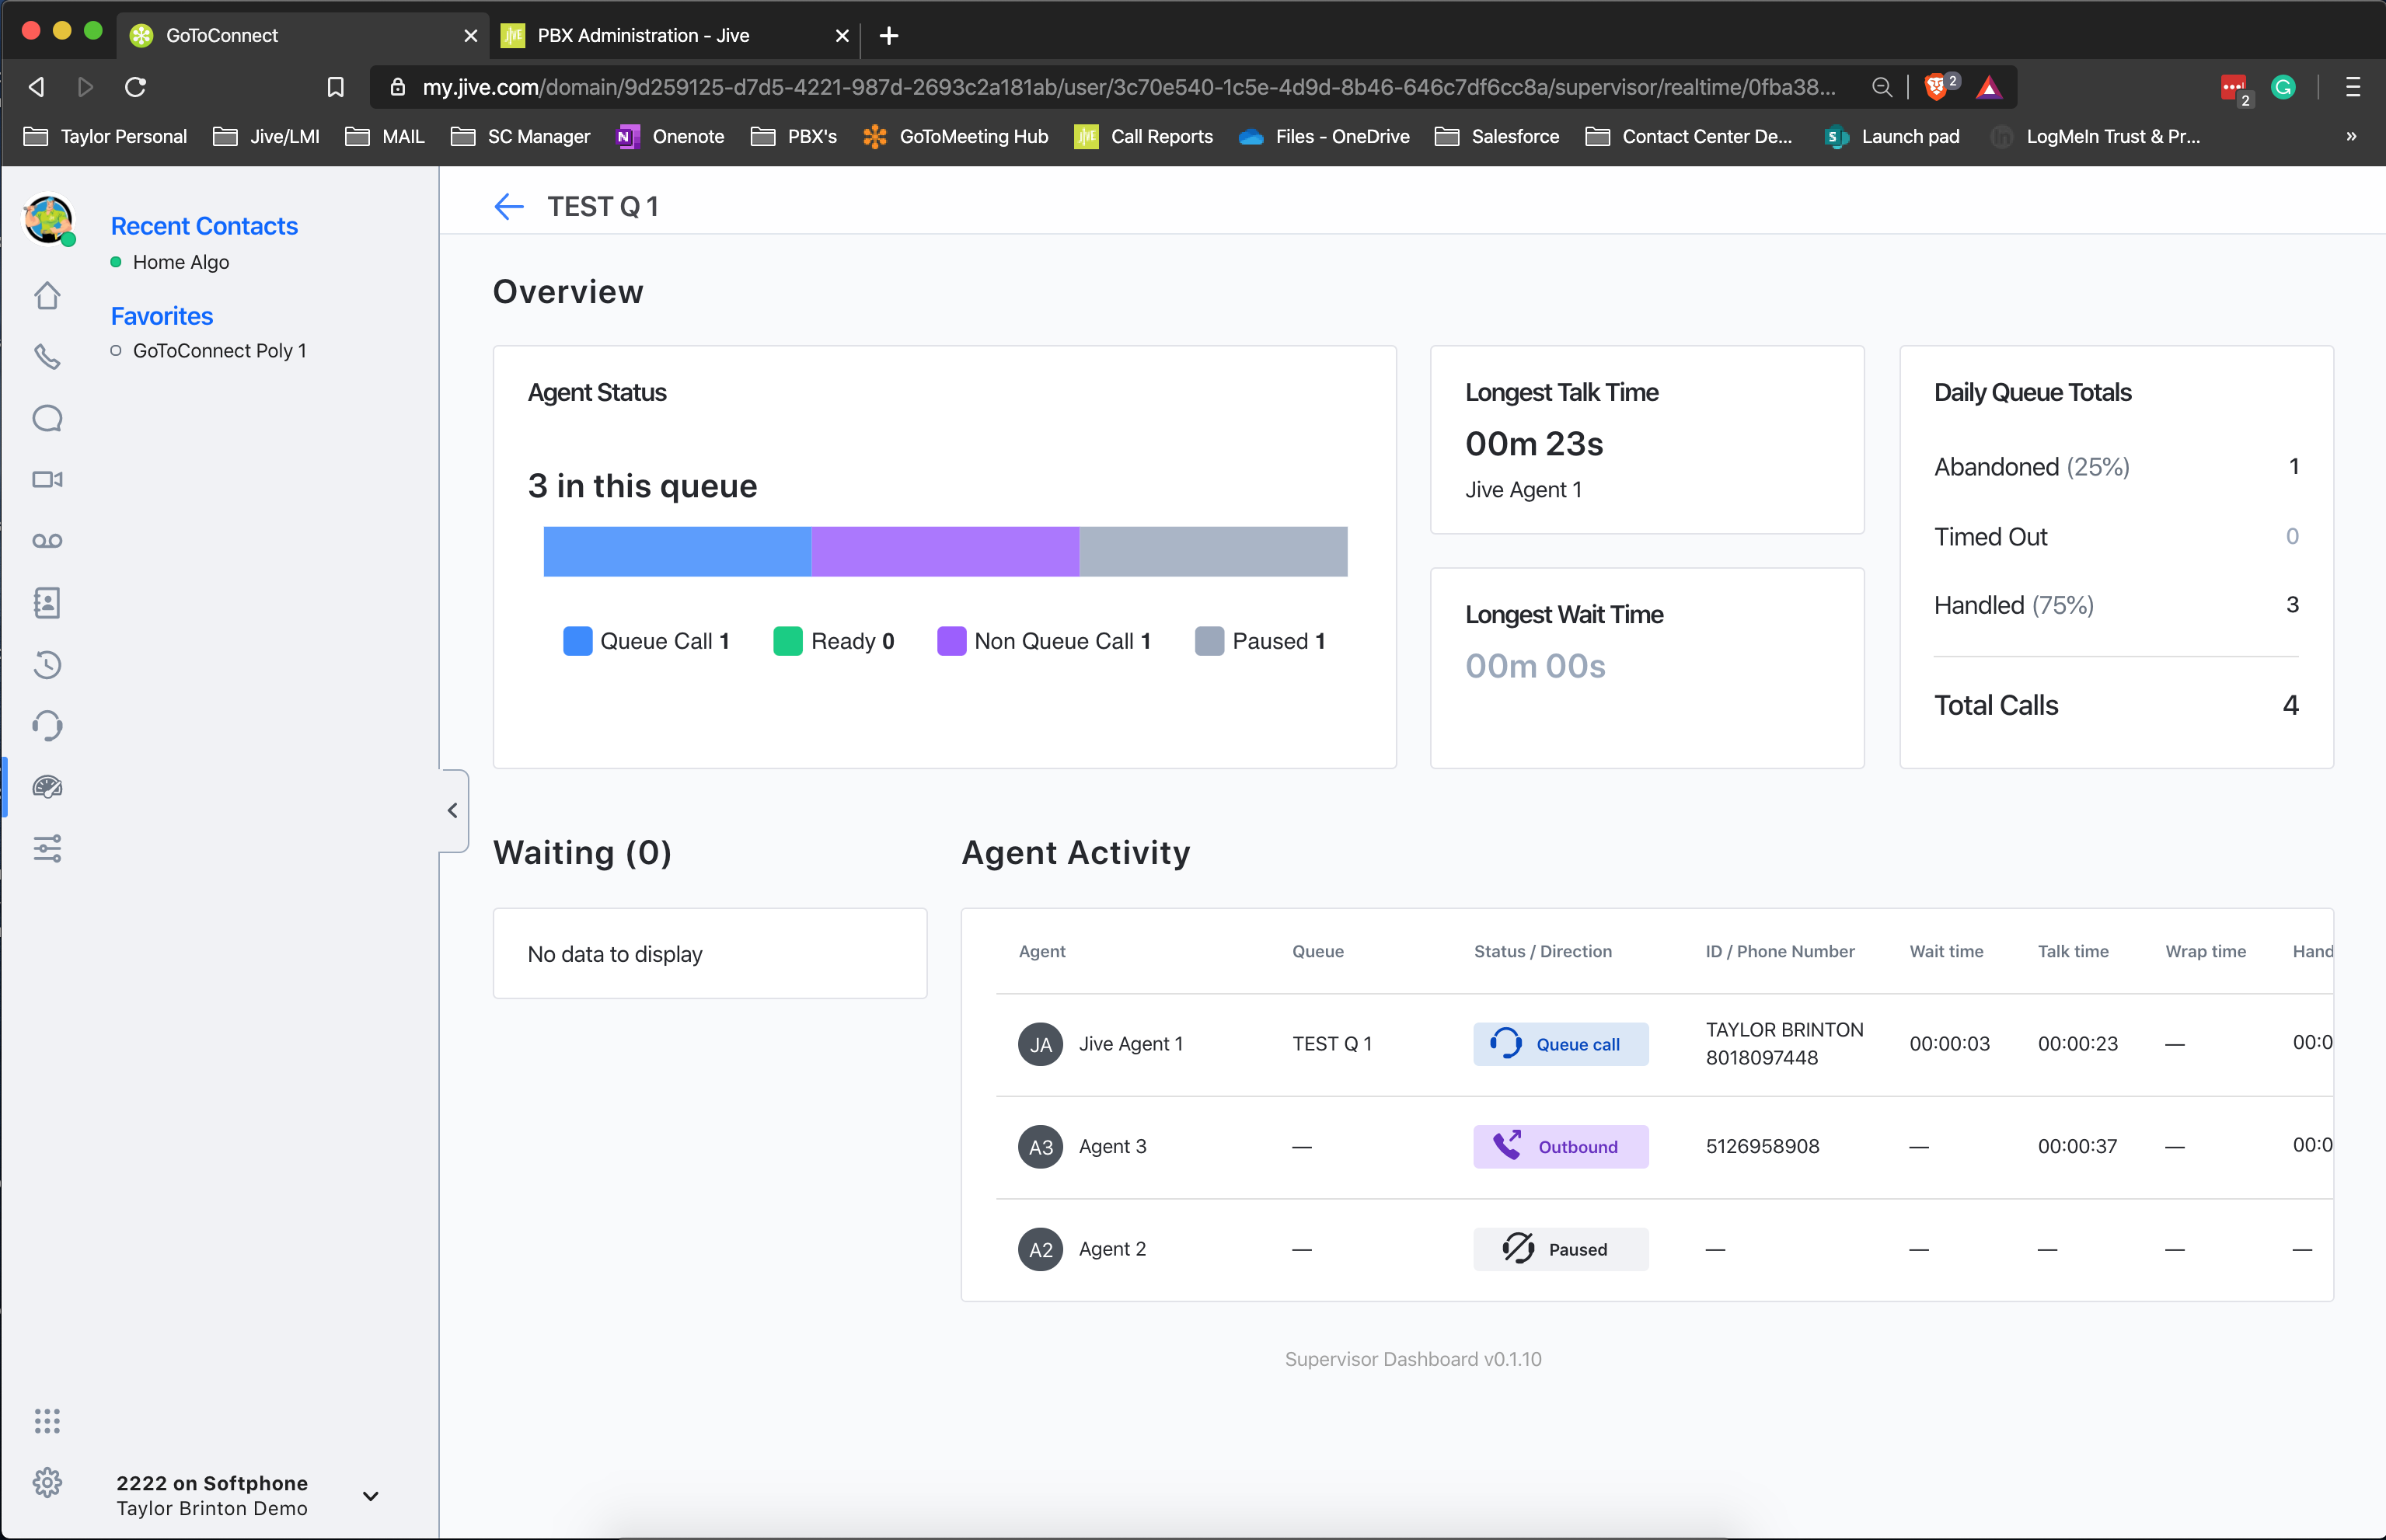 GoToConnect
PBX Administration - Jive
my.jive.com/domain/9d259125-d7d5-4221-987d-2693c2a181ab/user/3c70e540-1c5e-4d9d-8b46-646c7df6cc8a/supervisor/realtime/0fba38...
2
2
Taylor Personal
Jive/LMI
MAIL
SC Manager
Onenote
PBX's
GoToMeeting Hub
Call Reports
Files - OneDrive
Salesforce
Contact Center De...
Launch pad
LogMeIn Trust & Pr...
»
Recent Contacts
Home Algo
Favorites
GoToConnect Poly 1
TEST Q 1
Overview
Agent Status
3 in this queue
Queue Call 1
Ready 0
Non Queue Call 1
Paused 1
Longest Talk Time
00m 23s
Jive Agent 1
Longest Wait Time
00m 00s
Daily Queue Totals
Abandoned (25%) 1
Timed Out 0
Handled (75%) 3
Total Calls 4
Waiting (0)
No data to display
Agent Activity
Agent Queue Status / Direction ID / Phone Number Wait time Talk time Wrap time Hand
JA Jive Agent 1 TEST Q 1 Queue call TAYLOR BRINTON 00:00:03 00:00:23 — 00:0
8018097448
A3 Agent 3 — Outbound 5126958908 — 00:00:37 — 00:0
A2 Agent 2 — Paused — — — — —
Supervisor Dashboard v0.1.10
2222 on Softphone
Taylor Brinton Demo